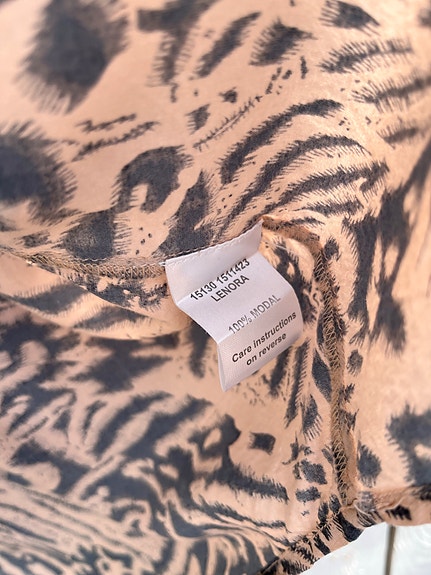 15130 1511423
LENORA
100% MODAL
Care instructions
on reverse